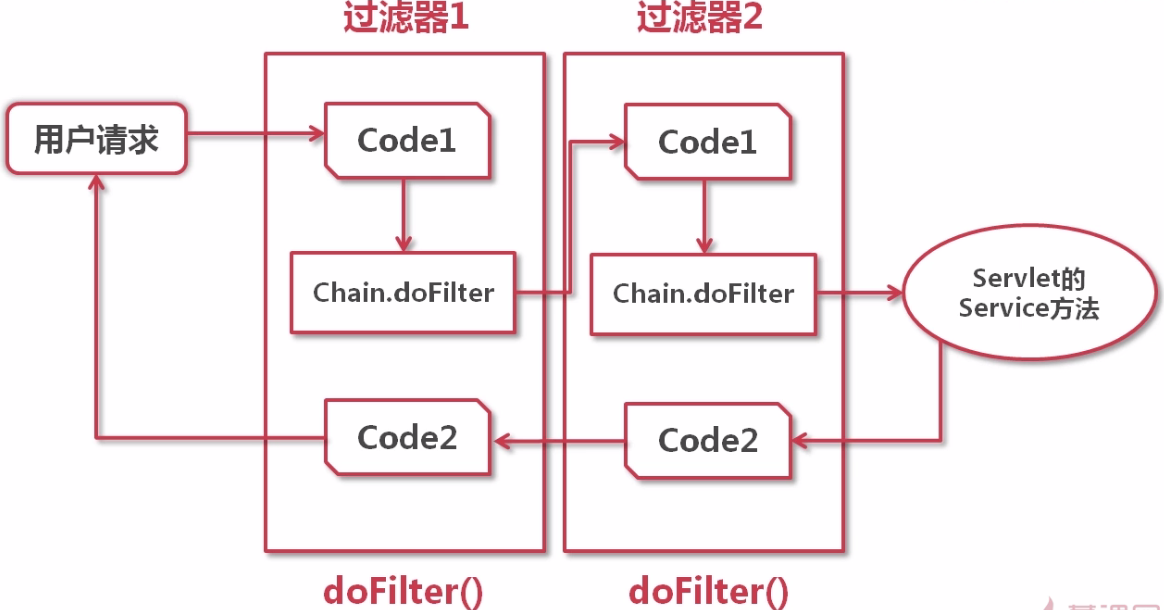 过滤器1
过滤器2
用户请求
Code1
Code1
Chain.doFilter
Chain.doFilter
Servlet的
Service方法
Code2
Code2
doFilter()
doFilter()